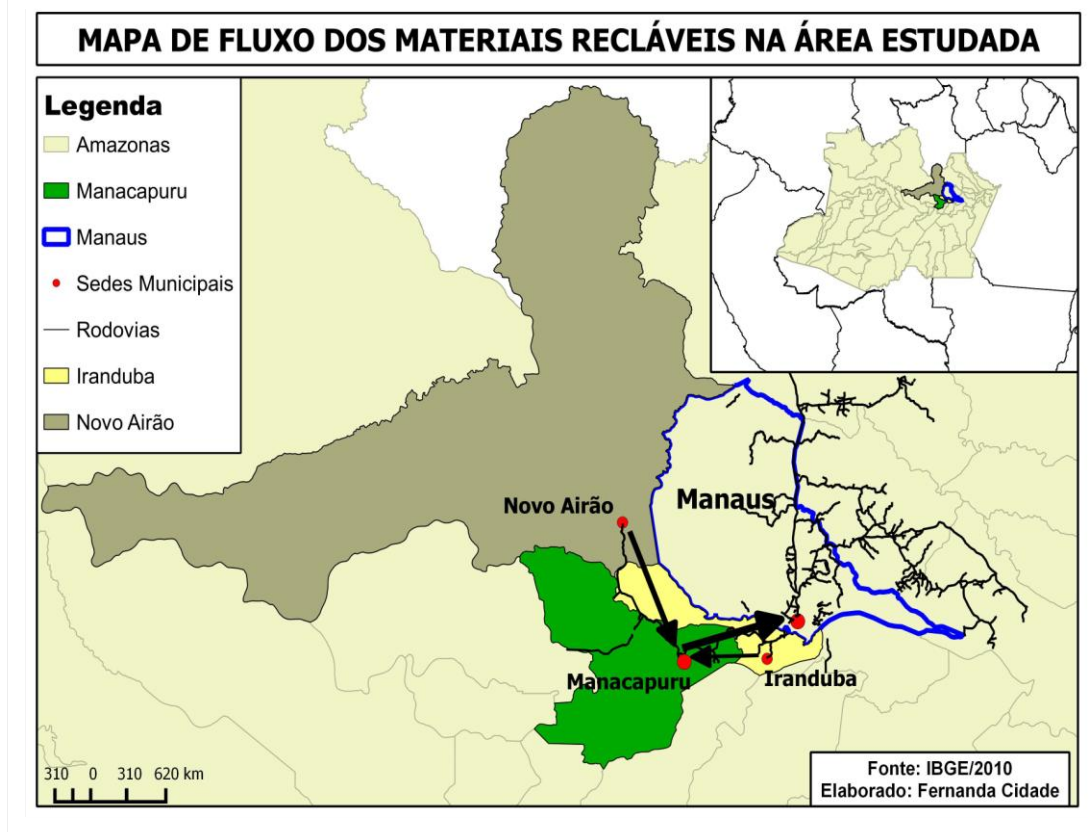 MAPA DE FLUXO DOS MATERIAIS RECLÁVEIS NA ÁREA ESTUDADA
Legenda
Amazonas
Manacapuru
Manaus
Sedes Municipais
Rodovias
Iranduba
Novo Airão
Novo Airão
Manaus
Manacapuru
Iranduba
310 0 310 620 km
Fonte: IBGE/2010
Elaborado: Fernanda Cidade